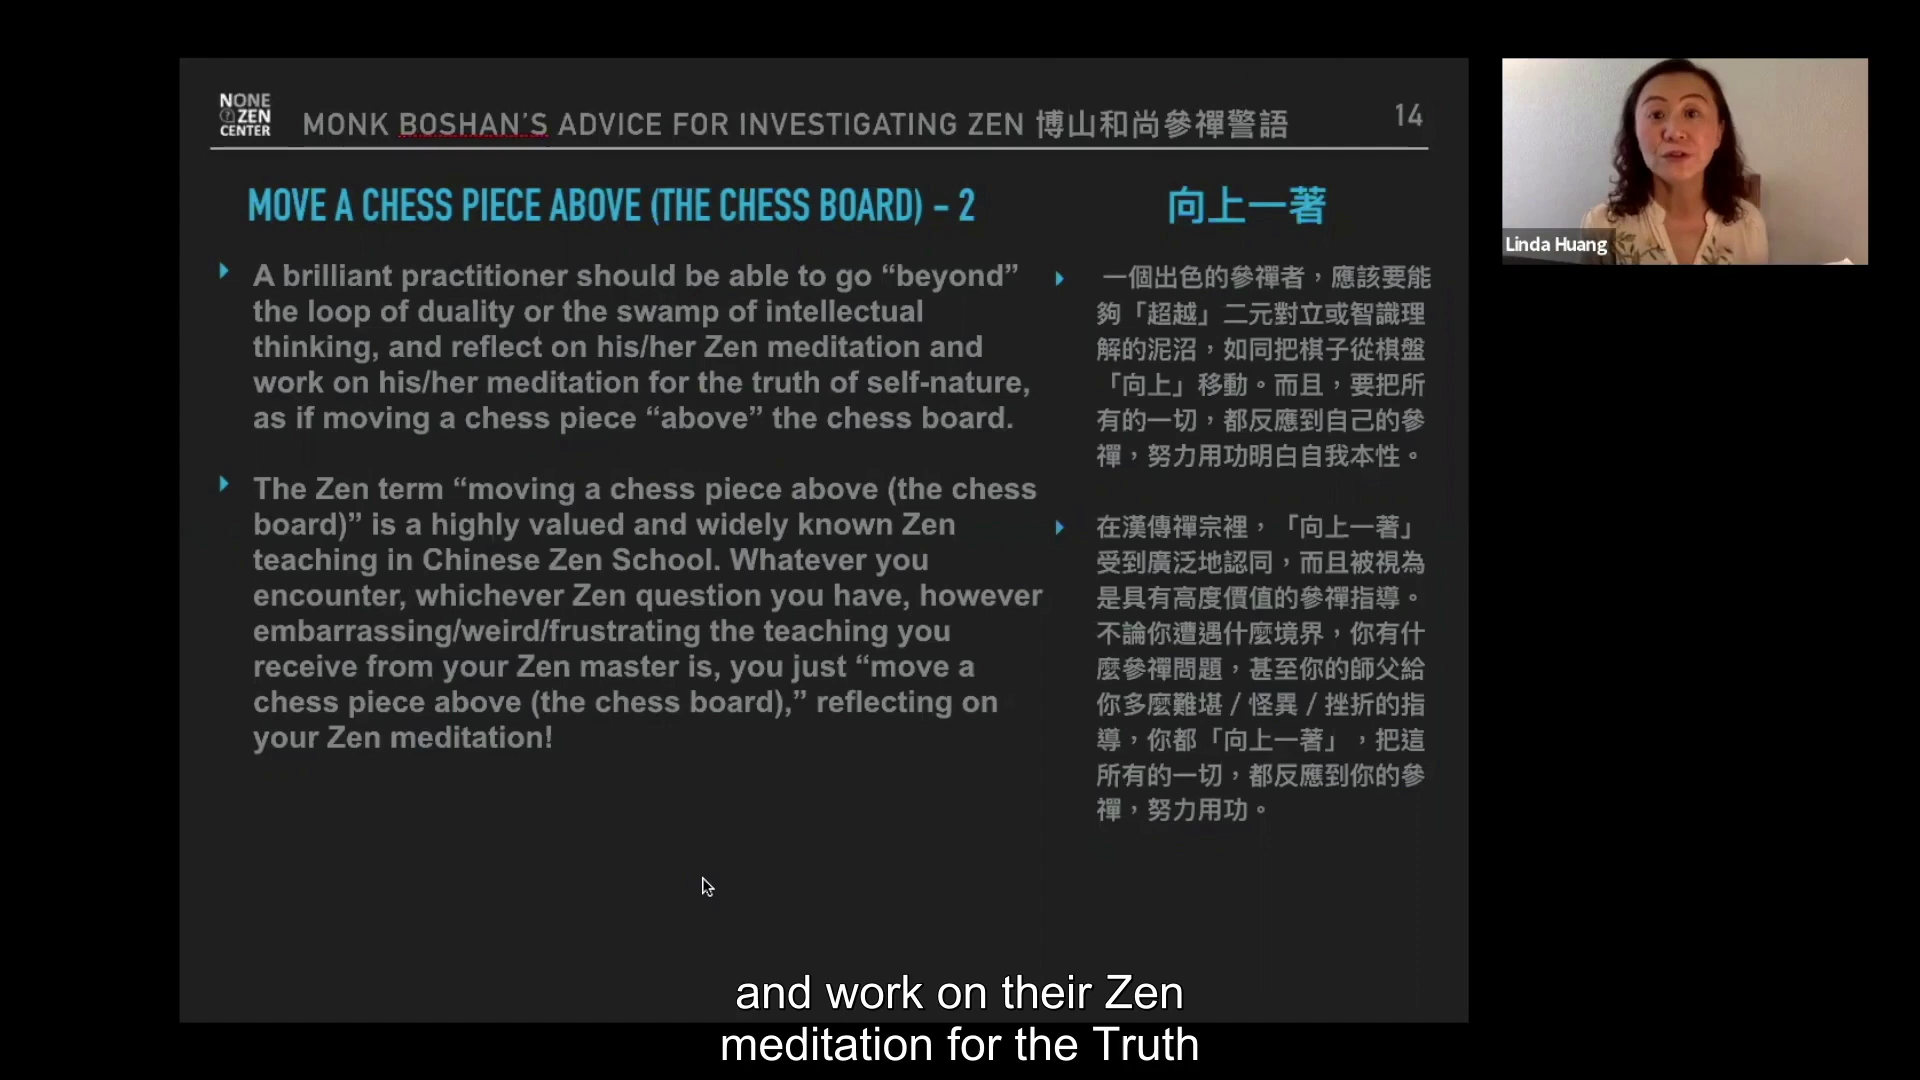 NONE
ZEN
CENTER
MONK BOSHAN'S ADVICE FOR INVESTIGATING ZEN 博山和尚參禪警語
14
MOVE A CHESS PIECE ABOVE (THE CHESS BOARD) - 2
A brilliant practitioner should be able to go “beyond”
the loop of duality or the swamp of intellectual
thinking, and reflect on his/her Zen meditation and
work on his/her meditation for the truth of self-nature,
as if moving a chess piece “above” the chess board.
The Zen term “moving a chess piece above (the chess
board)” is a highly valued and widely known Zen
teaching in Chinese Zen School. Whatever you
encounter, whichever Zen question you have, however
embarrassing/weird/frustrating the teaching you
receive from your Zen master is, you just “move a
chess piece above (the chess board),” reflecting on
your Zen meditation!
向上一著
一個出色的參禪者，應該要能
夠「超越」二元對立或智識理
解的泥沼，如同把棋子從棋盤
「向上」移動。而且，要把所
有的一切，都反應到自己的參
禪，努力用功明白自我本性。
在漢傳禪宗裡，「向上一著」
受到廣泛地認同，而且被視為
是具有高度價值的參禪指導。
不論你遭遇什麼境界，你有什
麼參禪問題，甚至你的師父給
你多麼難堪 / 怪異 / 挫折的指
導，你都「向上一著」，把這
所有的一切，都反應到你的參
禪，努力用功。
Linda Huang
and work on their Zen
meditation for the Truth